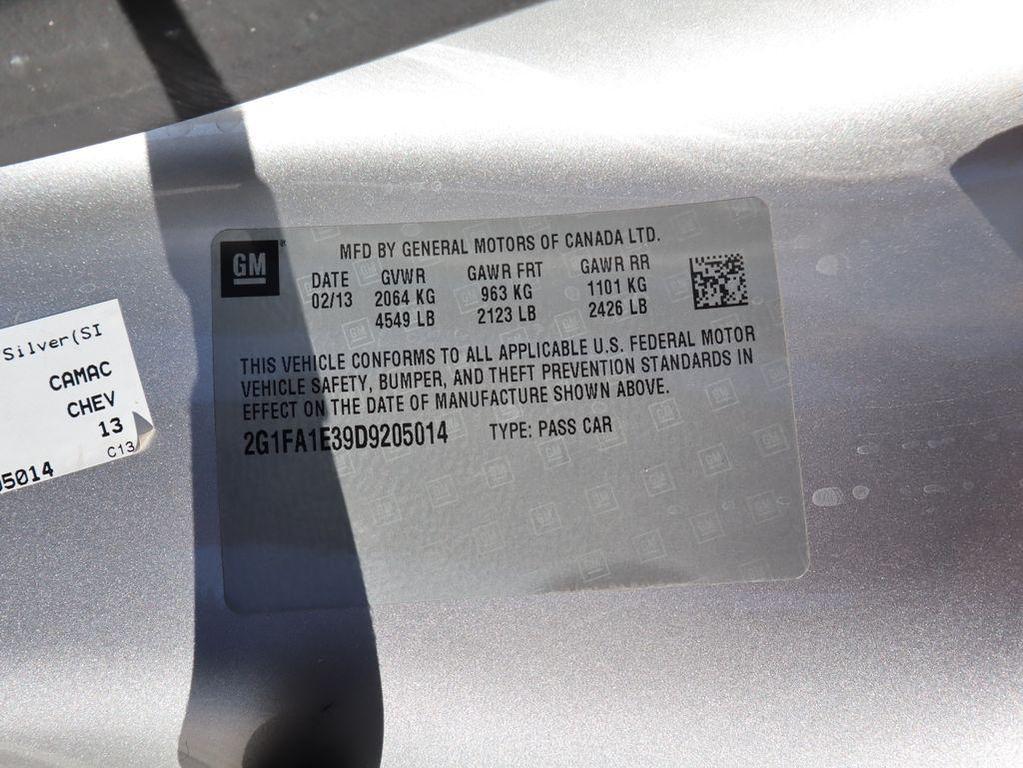 GM
MFD BY GENERAL MOTORS OF CANADA LTD.
DATE GVWR GAWR FRT GAWR RR
02/13 2064 KG 963 KG 1101 KG
4549 LB 2123 LB 2426 LB
THIS VEHICLE CONFORMS TO ALL APPLICABLE U.S. FEDERAL MOTOR
VEHICLE SAFETY, BUMPER, AND THEFT PREVENTION STANDARDS IN
EFFECT ON THE DATE OF MANUFACTURE SHOWN ABOVE.
2G1FA1E39D9205014 TYPE: PASS CAR
Silver(SI
CAMAC
CHEV
13
C13
05014